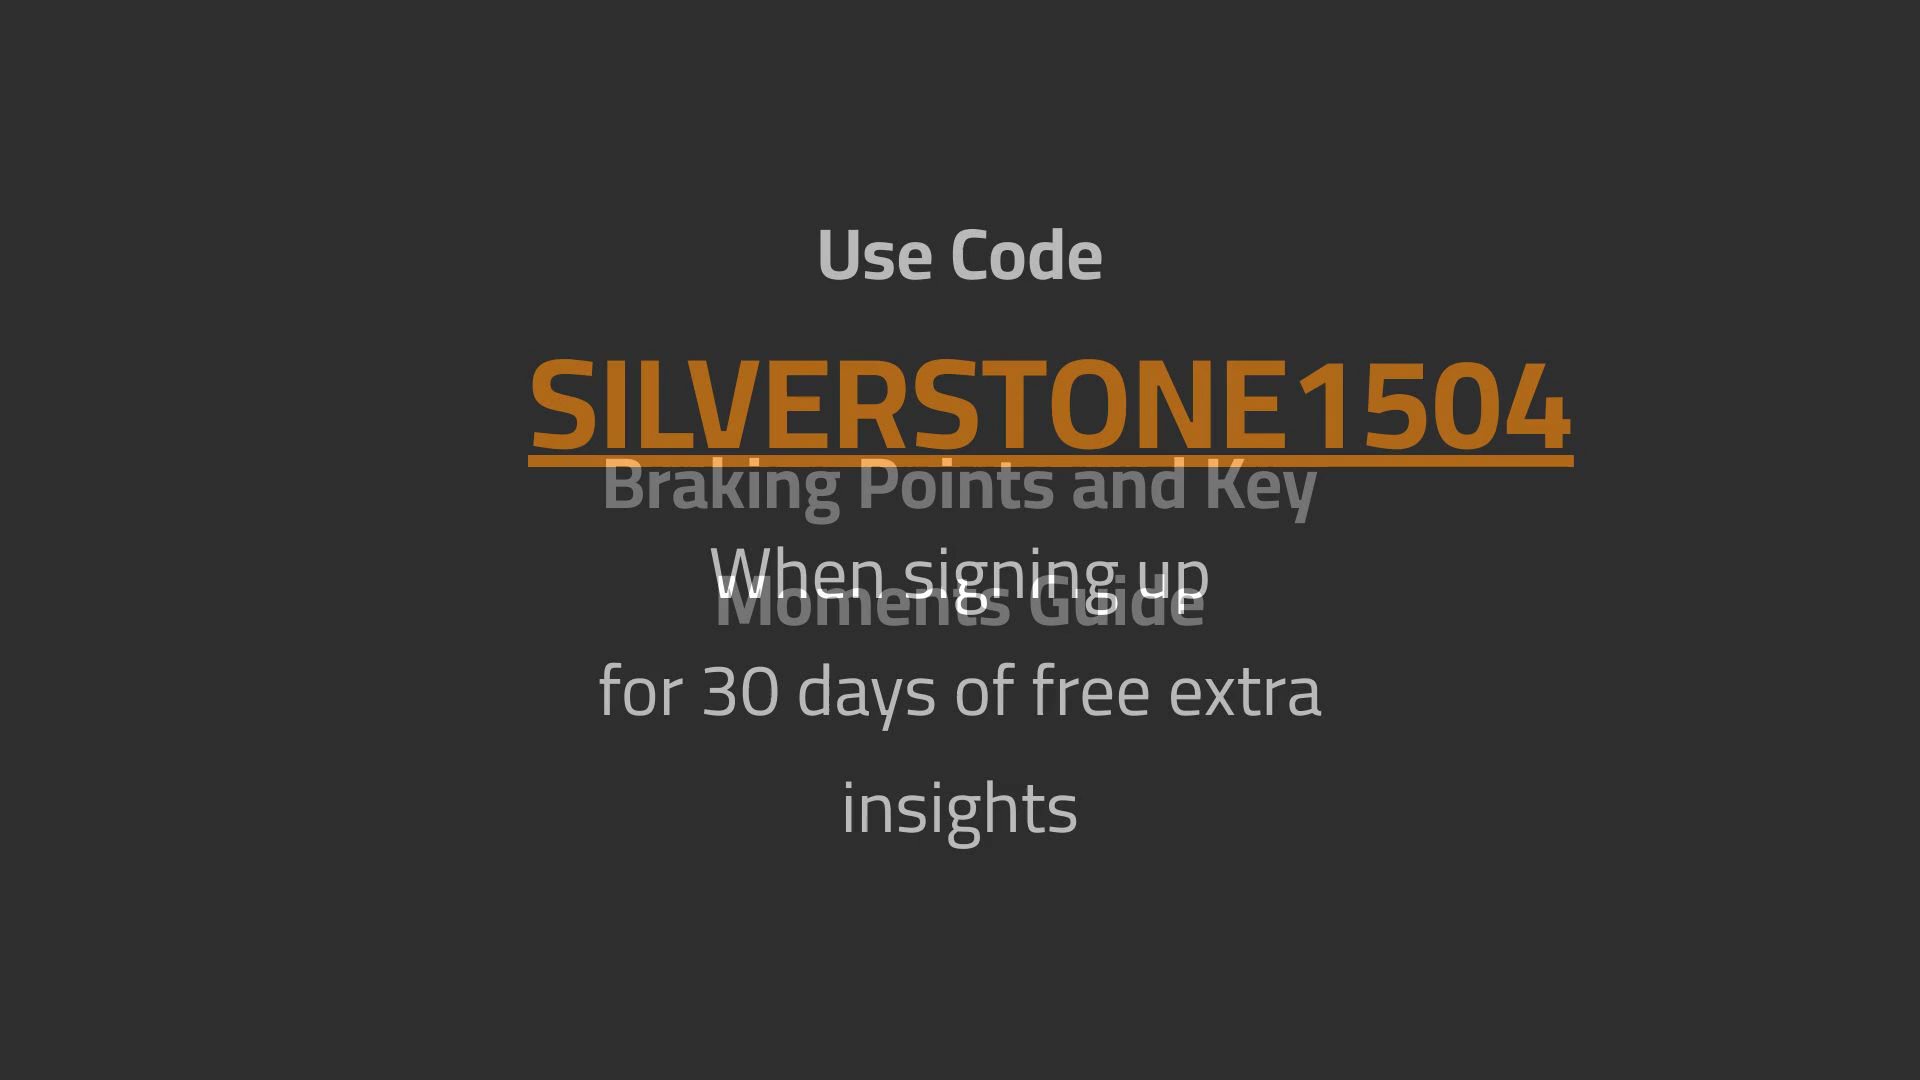 Use Code
SILVERSTONE1504
Braking Points and Key
When signing up
Moments Guide
for 30 days of free extra
insights